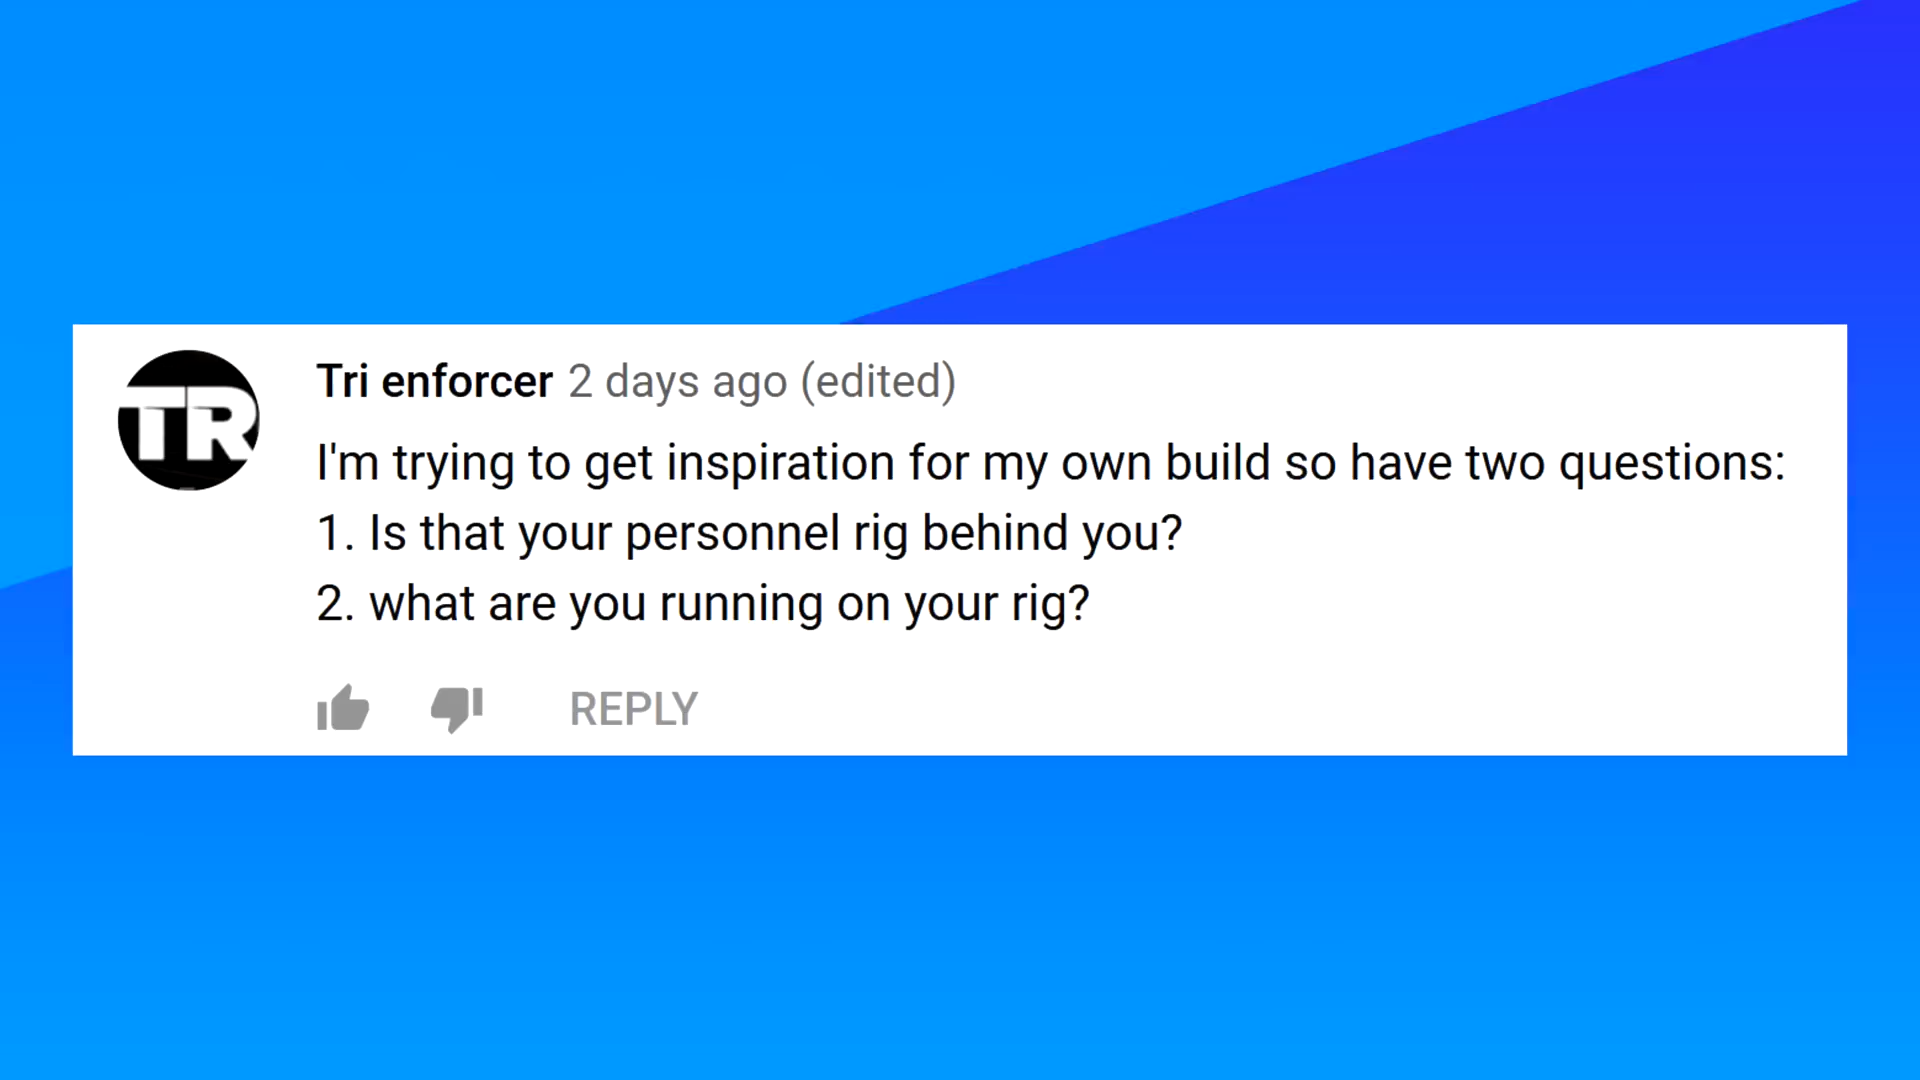 TR
Tri enforcer 2 days ago (edited)
I'm trying to get inspiration for my own build so have two questions:
1. Is that your personnel rig behind you?
2. what are you running on your rig?
REPLY